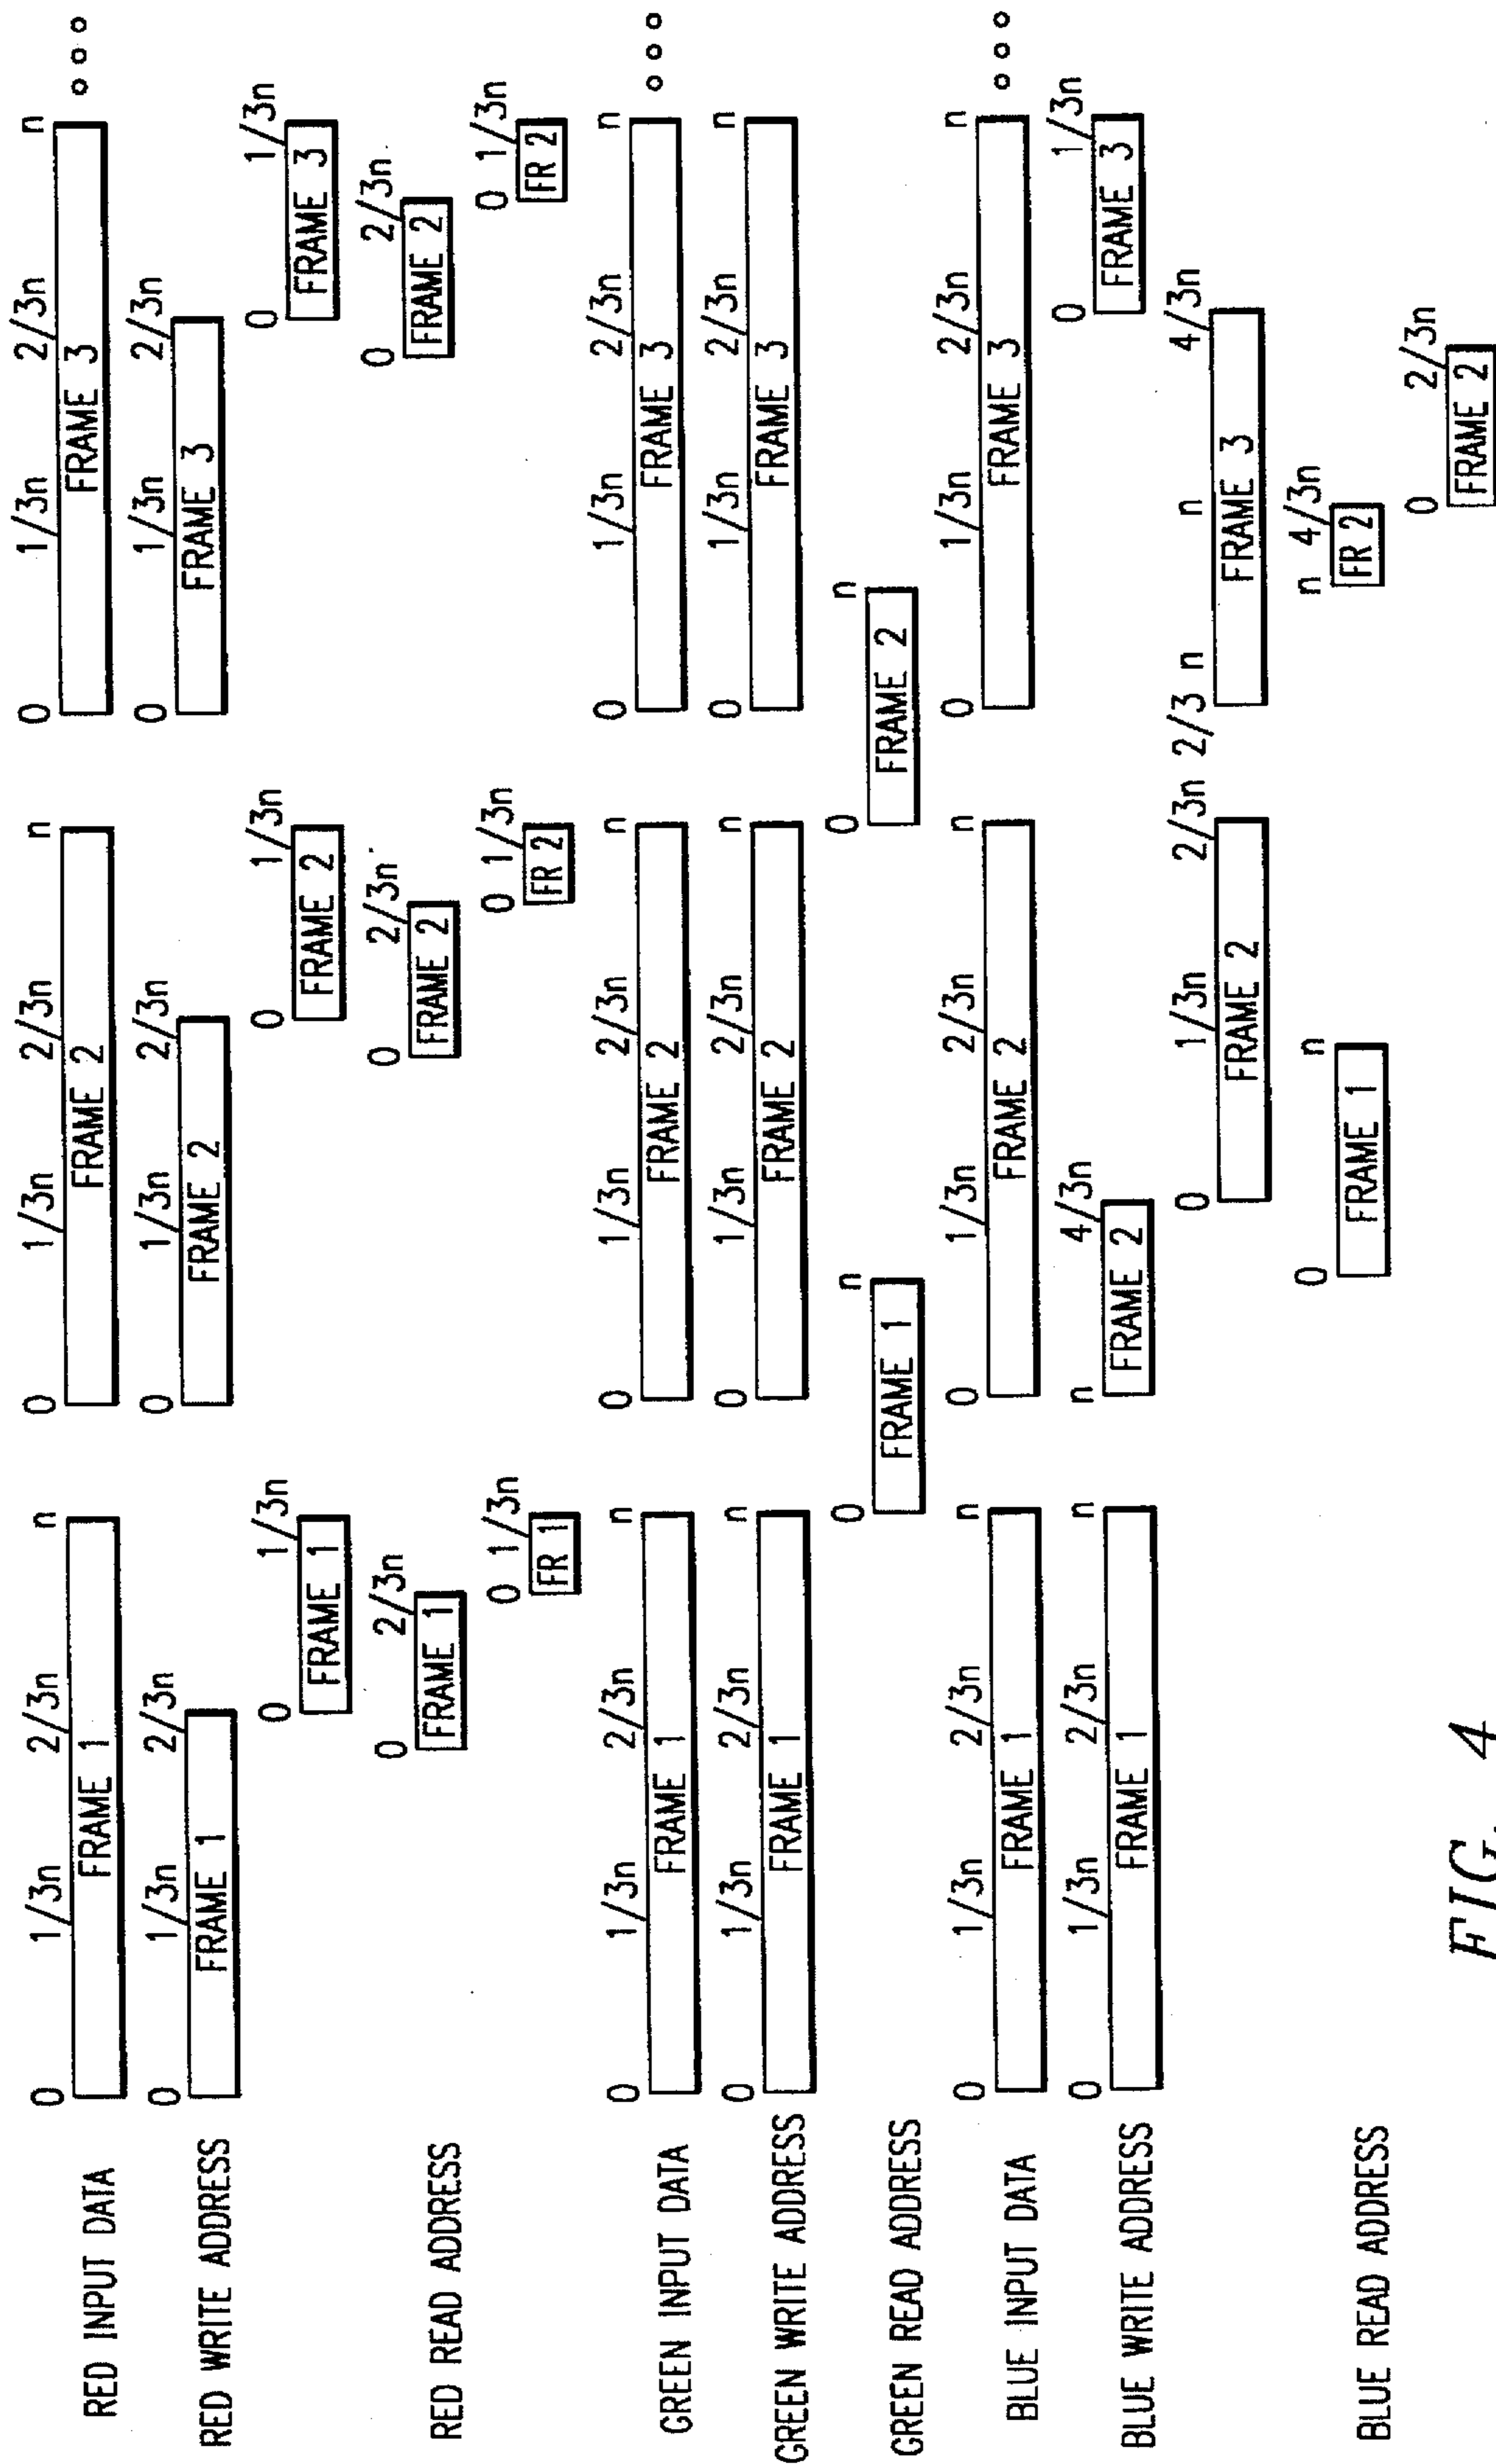 0 1/3n 2/3n n 0 1/3n 2/3n n 0 1/3n 2/3n n
RED INPUT DATA FRAME 1 FRAME 2 FRAME 3
0 1/3n 2/3n 0 1/3n 2/3n 0 1/3n 2/3n
RED WRITE ADDRESS FRAME 1 FRAME 2 FRAME 3
0 1/3n 0 1/3n 0 1/3n
FRAME 1 FRAME 2 FRAME 3
0 2/3n 0 2/3n 0 2/3n
RED READ ADDRESS FRAME 1 FRAME 2 FRAME 2
0 1/3n 0 1/3n 0 1/3n
FR 1 FR 2 FR 2
0 1/3n 2/3n n 0 1/3n 2/3n n 0 1/3n 2/3n n
GREEN INPUT DATA FRAME 1 FRAME 2 FRAME 3
0 1/3n 2/3n n 0 1/3n 2/3n n 0 1/3n 2/3n n
GREEN WRITE ADDRESS FRAME 1 FRAME 2 FRAME 3
0 n 0 n
GREEN READ ADDRESS FRAME 1 FRAME 2
0 1/3n 2/3n n 0 1/3n 2/3n n 0 1/3n 2/3n n
BLUE INPUT DATA FRAME 1 FRAME 2 FRAME 3
0 1/3n 2/3n n n 4/3n 0 1/3n
BLUE WRITE ADDRESS FRAME 1 FRAME 2 FRAME 3
0 1/3n 2/3n 2/3 n n 4/3n
FRAME 2 FRAME 3
0 n n 4/3n
BLUE READ ADDRESS FRAME 1 FR 2
0 2/3n
FRAME 2
FIG. 4